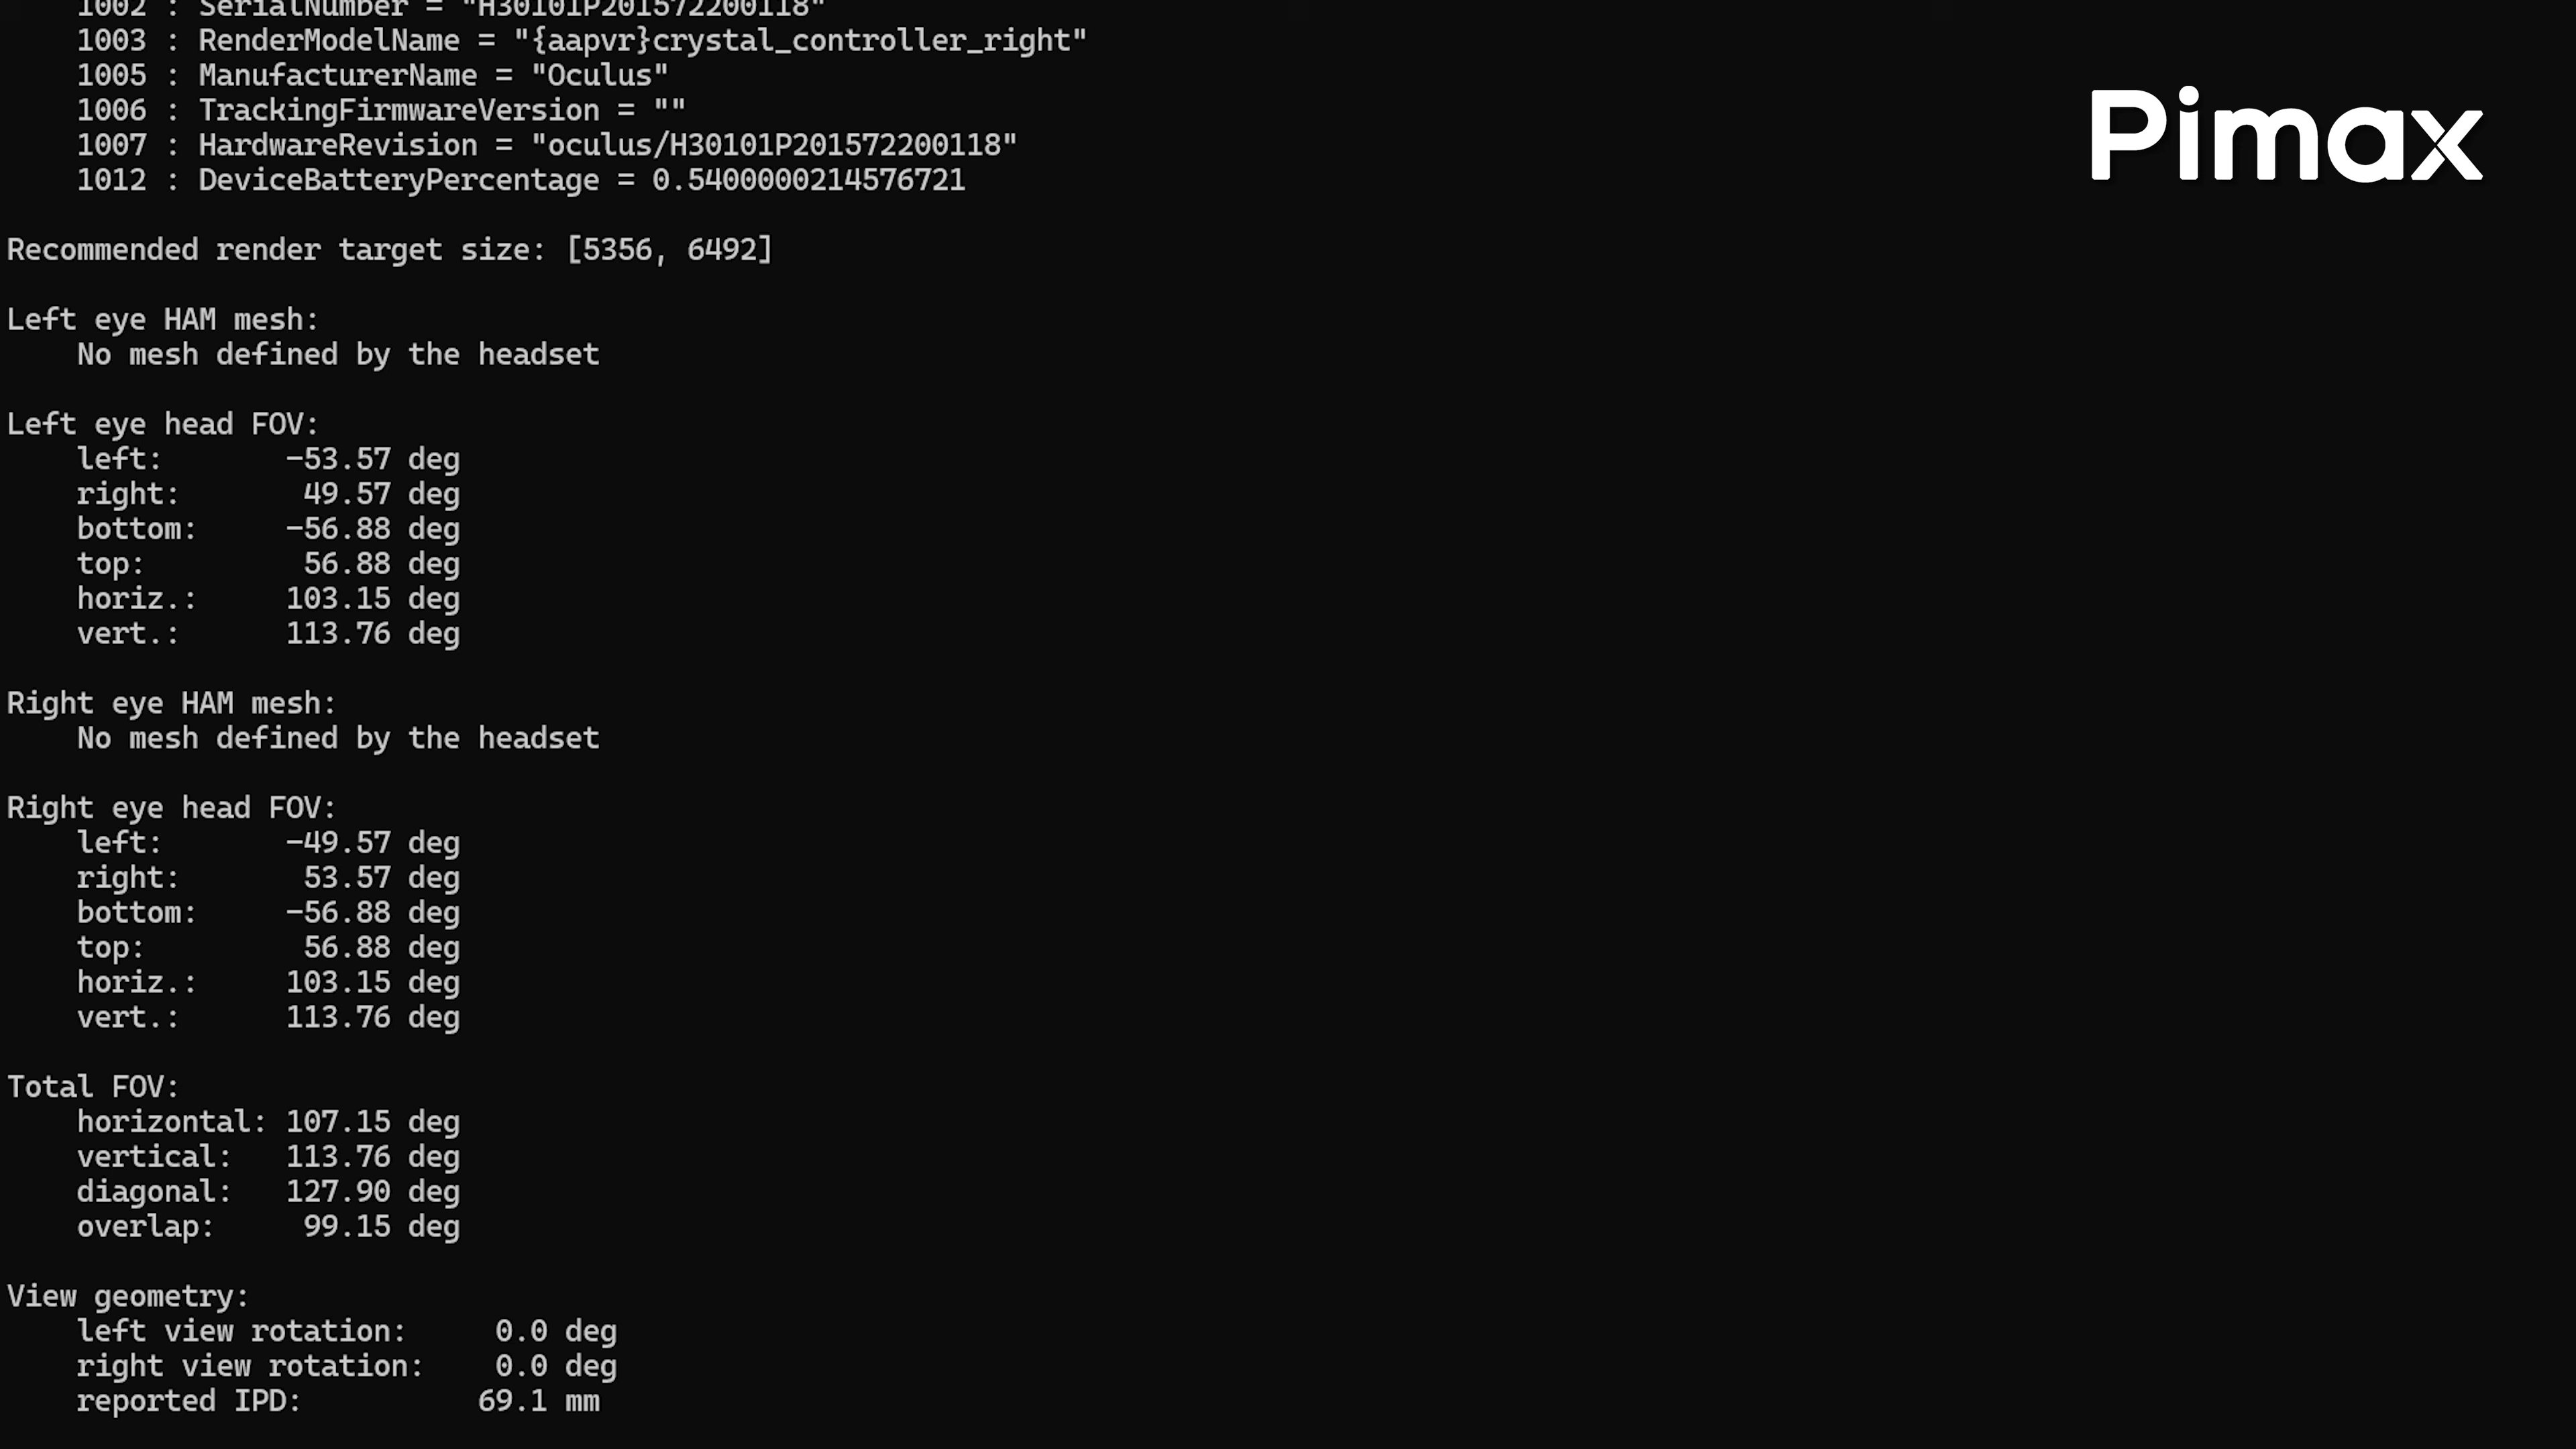 1002 : SerialNumber = "H30101P201572200118"
1003 : RenderModelName = "{aapvr}crystal_controller_right"
1005 : ManufacturerName = "Oculus"
1006 : TrackingFirmwareVersion = ""
1007 : HardwareRevision = "oculus/H30101P201572200118"
1012 : DeviceBatteryPercentage = 0.5400000214576721
Pimax
Recommended render target size: [5356, 6492]
Left eye HAM mesh:
No mesh defined by the headset
Left eye head FOV:
left: -53.57 deg
right: 49.57 deg
bottom: -56.88 deg
top: 56.88 deg
horiz.: 103.15 deg
vert.: 113.76 deg
Right eye HAM mesh:
No mesh defined by the headset
Right eye head FOV:
left: -49.57 deg
right: 53.57 deg
bottom: -56.88 deg
top: 56.88 deg
horiz.: 103.15 deg
vert.: 113.76 deg
Total FOV:
horizontal: 107.15 deg
vertical: 113.76 deg
diagonal: 127.90 deg
overlap: 99.15 deg
View geometry:
left view rotation: 0.0 deg
right view rotation: 0.0 deg
reported IPD: 69.1 mm